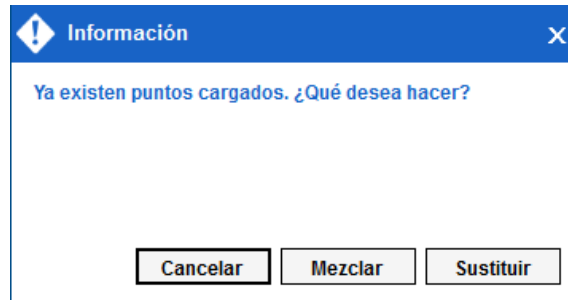 Información
X
Ya existen puntos cargados. ¿Qué desea hacer?
Cancelar Mezclar Sustituir